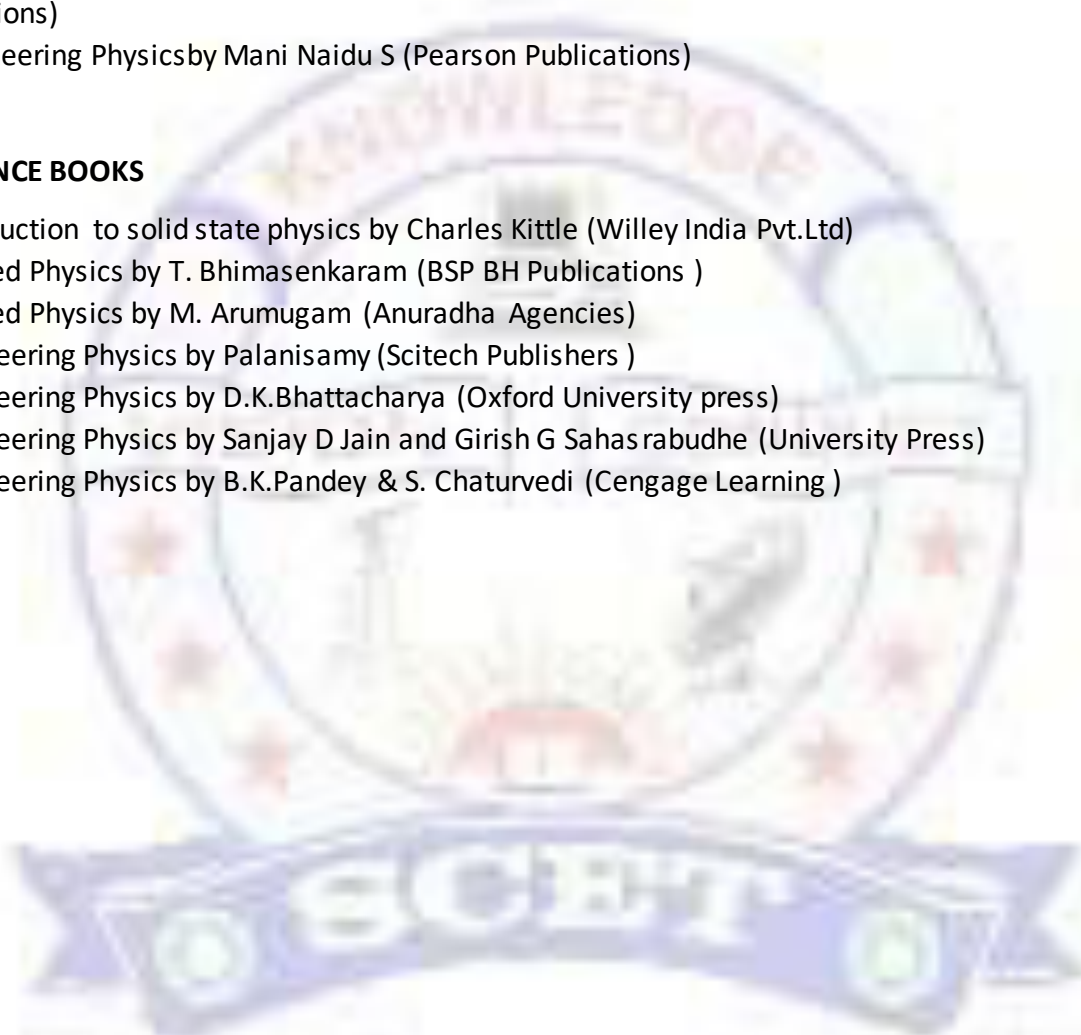 ions)
eering Physicsby Mani Naidu S (Pearson Publications)
NCE BOOKS
uction to solid state physics by Charles Kittle (Willey India Pvt.Ltd)
ed Physics by T. Bhimasenkaram (BSP BH Publications )
ed Physics by M. Arumugam (Anuradha Agencies)
eering Physics by Palanisamy (Scitech Publishers )
eering Physics by D.K.Bhattacharya (Oxford University press)
eering Physics by Sanjay D Jain and Girish G Sahasrabudhe (University Press)
eering Physics by B.K.Pandey & S. Chaturvedi (Cengage Learning )
KNOWLEDGE
SCET